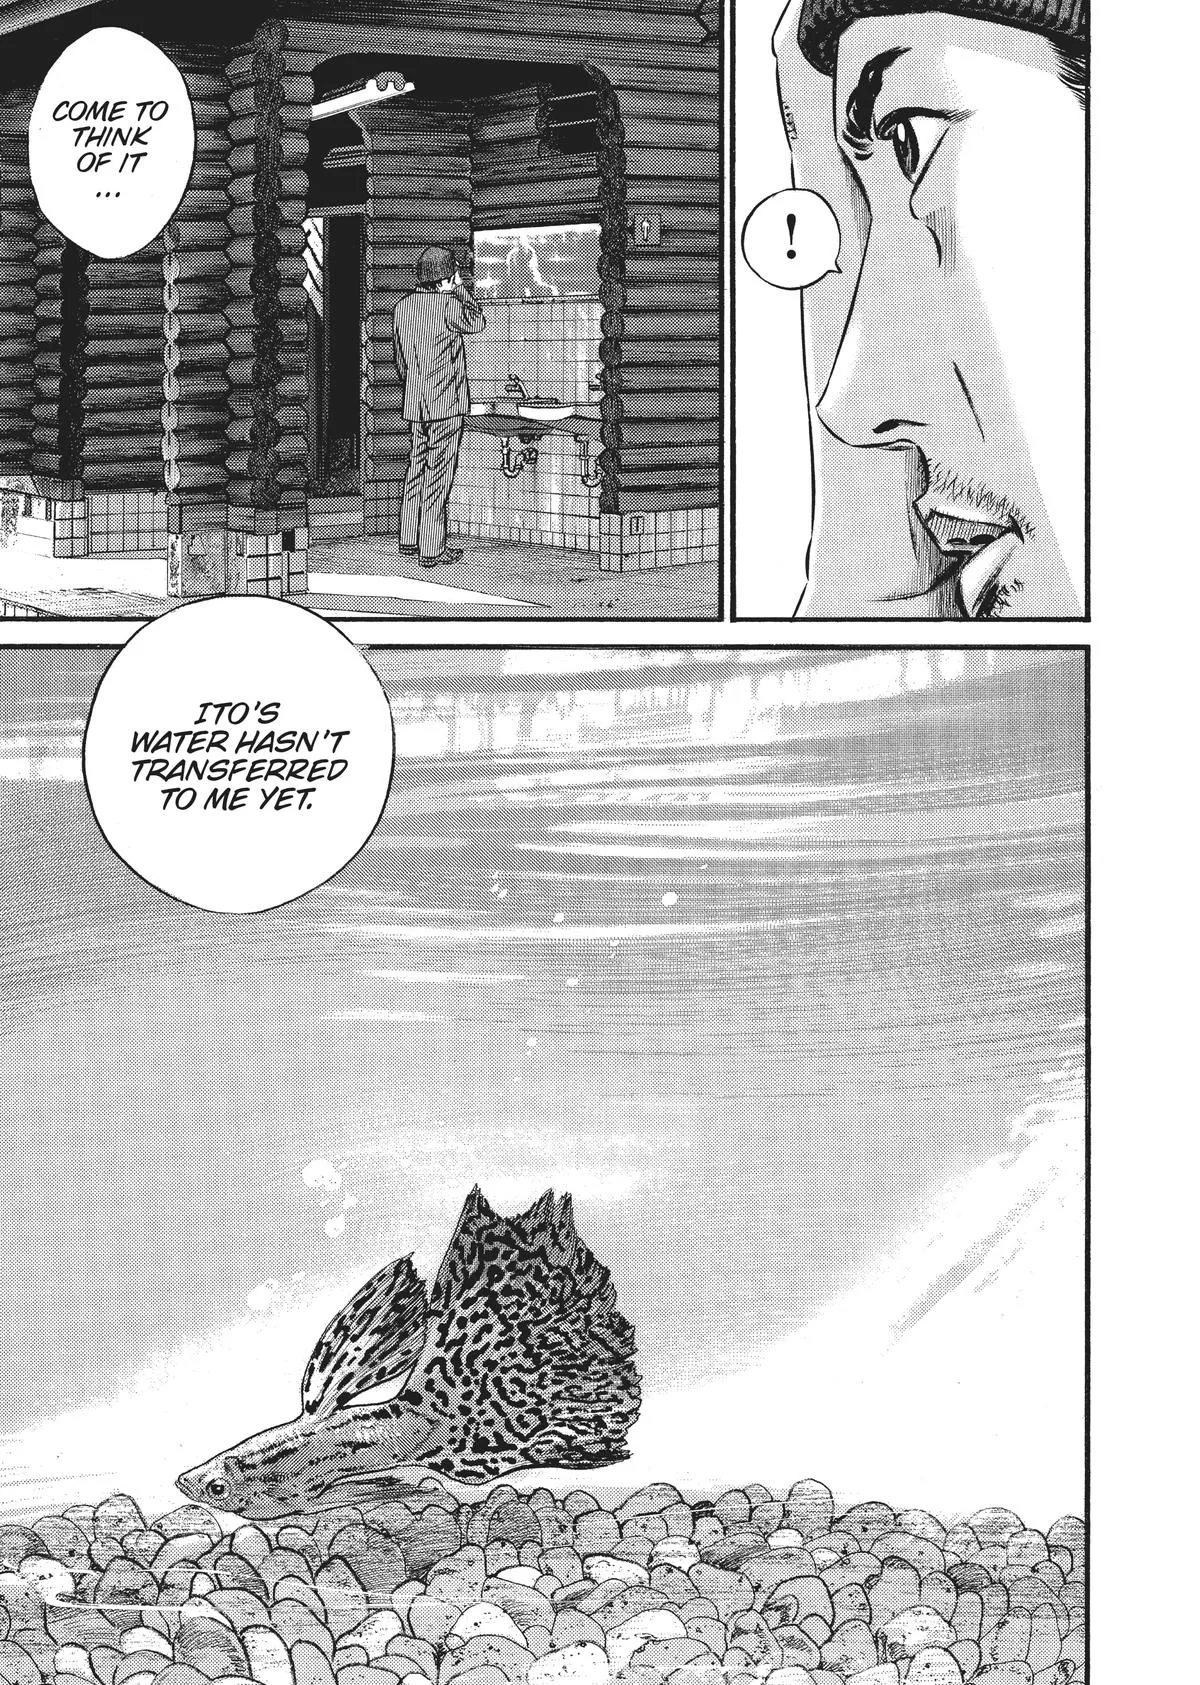 !
COME TO
THINK
OF IT
...
ITO'S
WATER HASN'T
TRANSFERRED
TO ME YET.